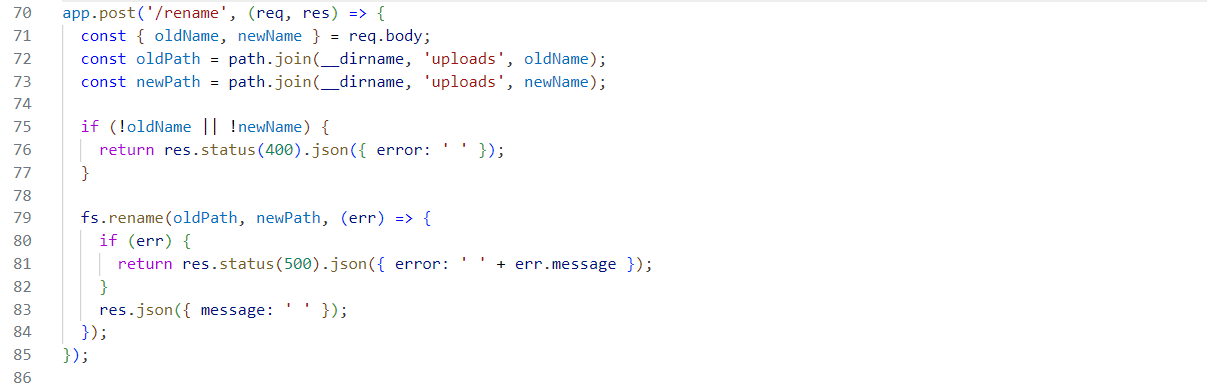 70 app.post('/rename', (req, res) => {
71   const { oldName, newName } = req.body;
72   const oldPath = path.join(__dirname, 'uploads', oldName);
73   const newPath = path.join(__dirname, 'uploads', newName);
74
75   if (!oldName || !newName) {
76     return res.status(400).json({ error: ' ' });
77   }
78
79   fs.rename(oldPath, newPath, (err) => {
80     if (err) {
81       return res.status(500).json({ error: ' ' + err.message });
82     }
83     res.json({ message: ' ' });
84   });
85 });
86